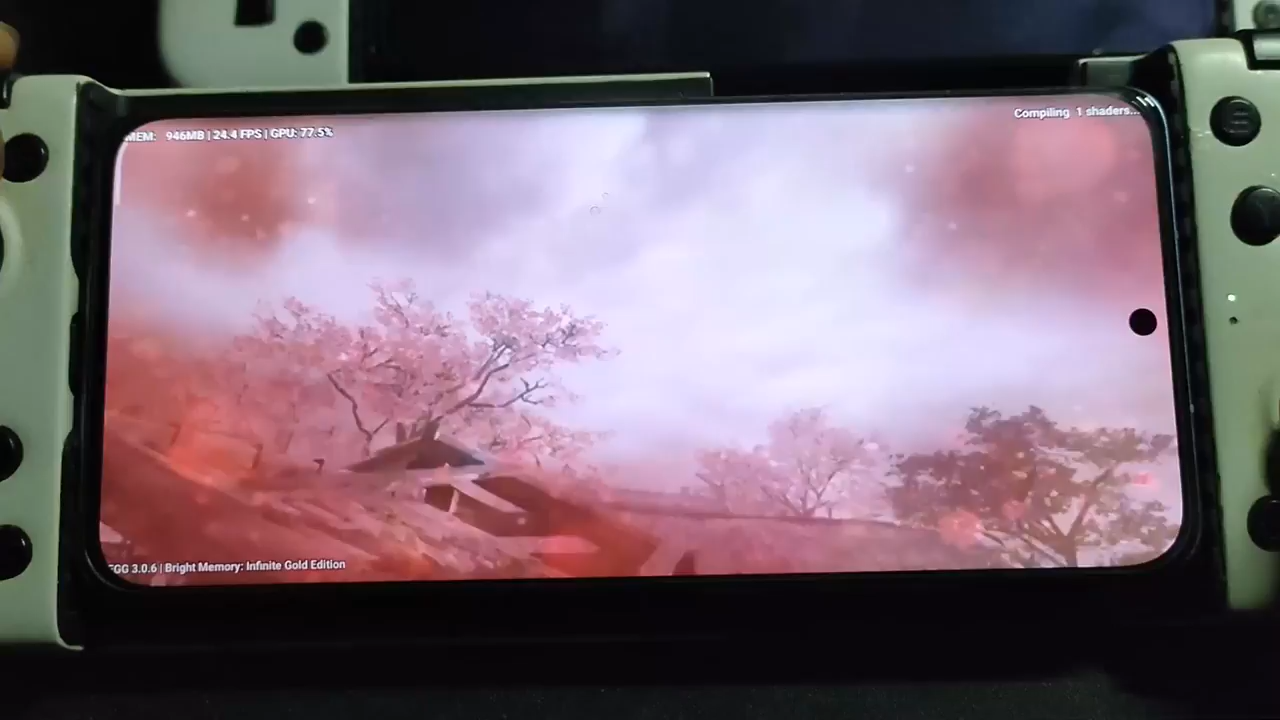 MEM: 946MB | 24.4 FPS | GPU: 77.5%
Compiling 1 shaders...
EGG 3.0.6 | Bright Memory: Infinite Gold Edition